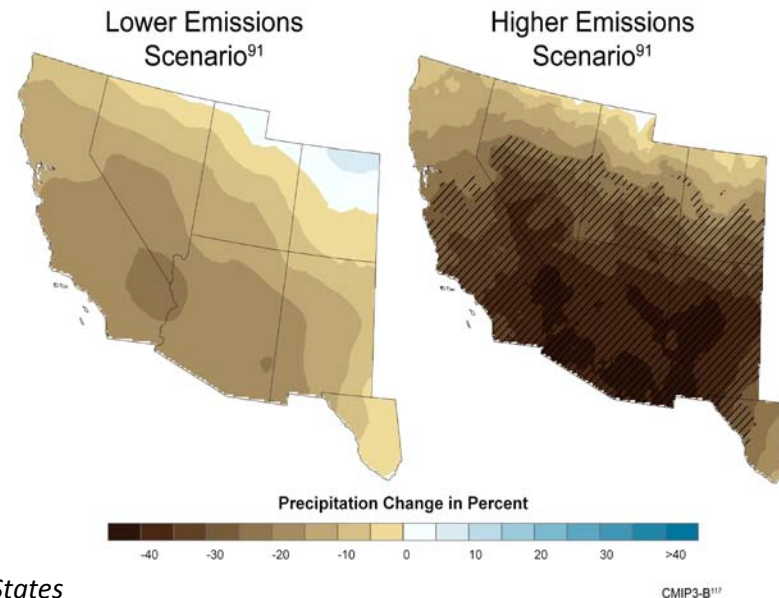 Lower Emissions
Scenario91
Higher Emissions
Scenario91
Precipitation Change in Percent
-40 -30 -20 -10 0 10 20 30 >40
States
CMIP3-B117